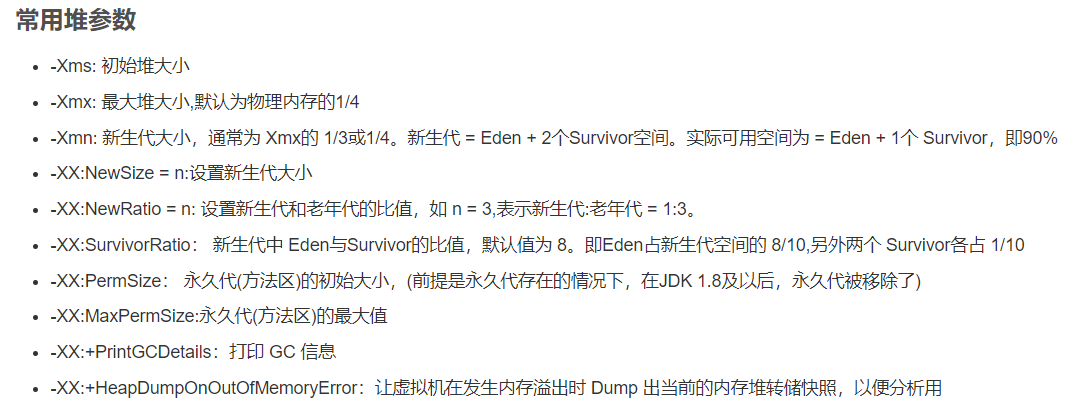 常用堆参数
• -Xms: 初始堆大小
• -Xmx: 最大堆大小,默认为物理内存的1/4
• -Xmn: 新生代大小，通常为 Xmx的 1/3或1/4。新生代 = Eden + 2个Survivor空间。实际可用空间为 = Eden + 1个 Survivor，即90%
• -XX:NewSize = n:设置新生代大小
• -XX:NewRatio = n: 设置新生代和老年代的比值，如 n = 3,表示新生代:老年代 = 1:3。
• -XX:SurvivorRatio： 新生代中 Eden与Survivor的比值，默认值为 8。即Eden占新生代空间的 8/10,另外两个 Survivor各占 1/10
• -XX:PermSize： 永久代(方法区)的初始大小，(前提是永久代存在的情况下，在JDK 1.8及以后，永久代被移除了)
• -XX:MaxPermSize:永久代(方法区)的最大值
• -XX:+PrintGCDetails：打印 GC 信息
• -XX:+HeapDumpOnOutOfMemoryError：让虚拟机在发生内存溢出时 Dump 出当前的内存堆转储快照，以便分析用